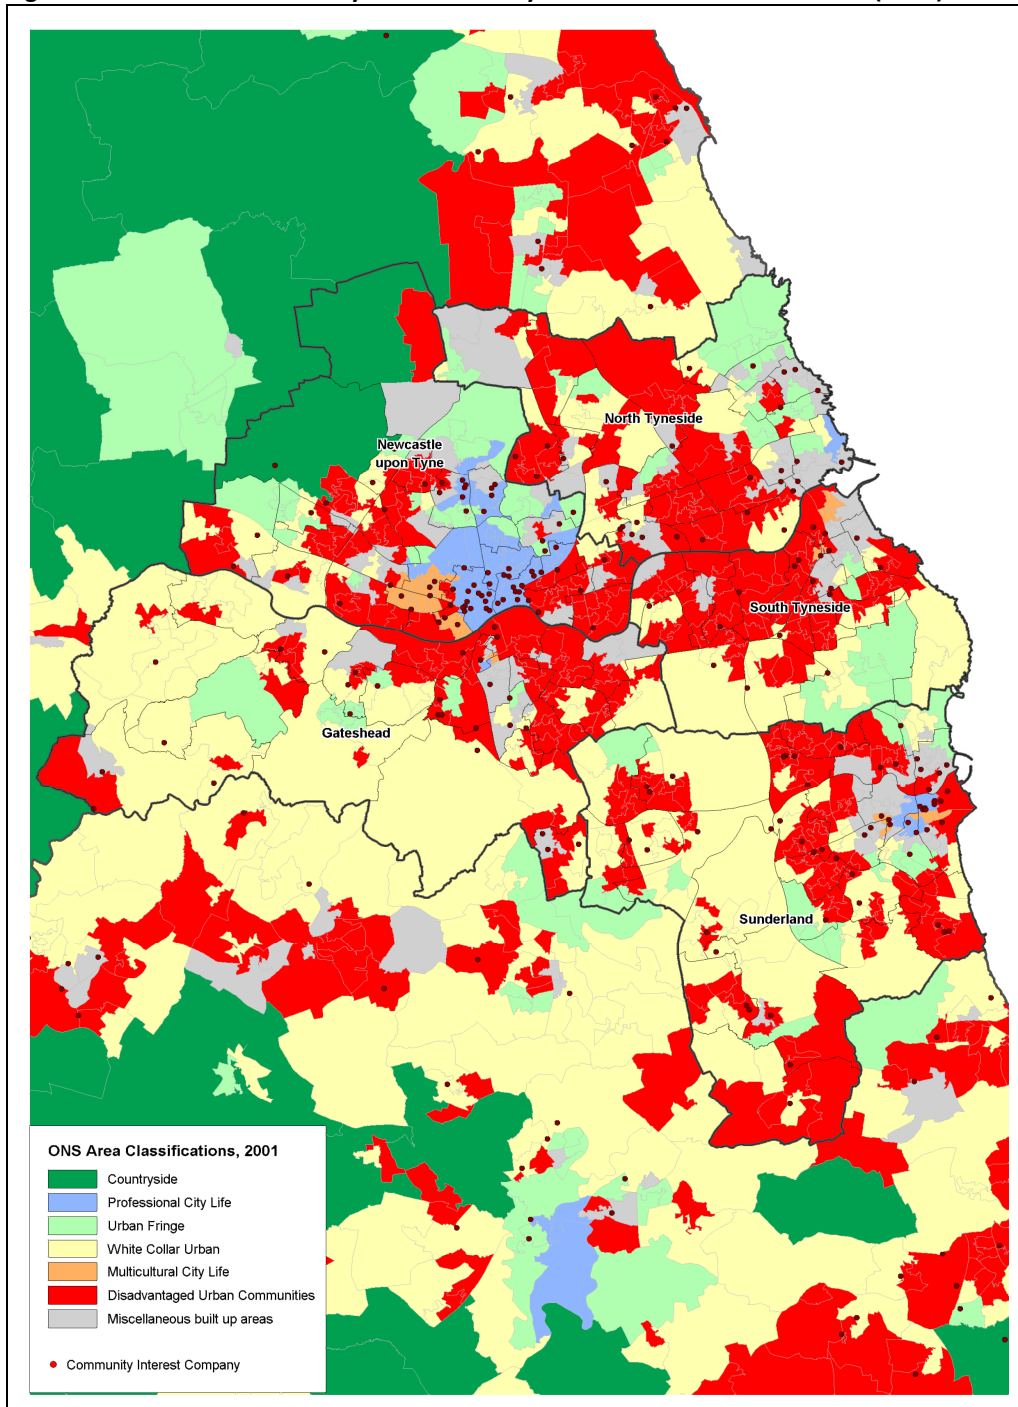 North Tyneside
Newcastle
upon Tyne
South Tyneside
Gateshead
Sunderland
ONS Area Classifications, 2001
Countryside
Professional City Life
Urban Fringe
White Collar Urban
Multicultural City Life
Disadvantaged Urban Communities
Miscellaneous built up areas
Community Interest Company